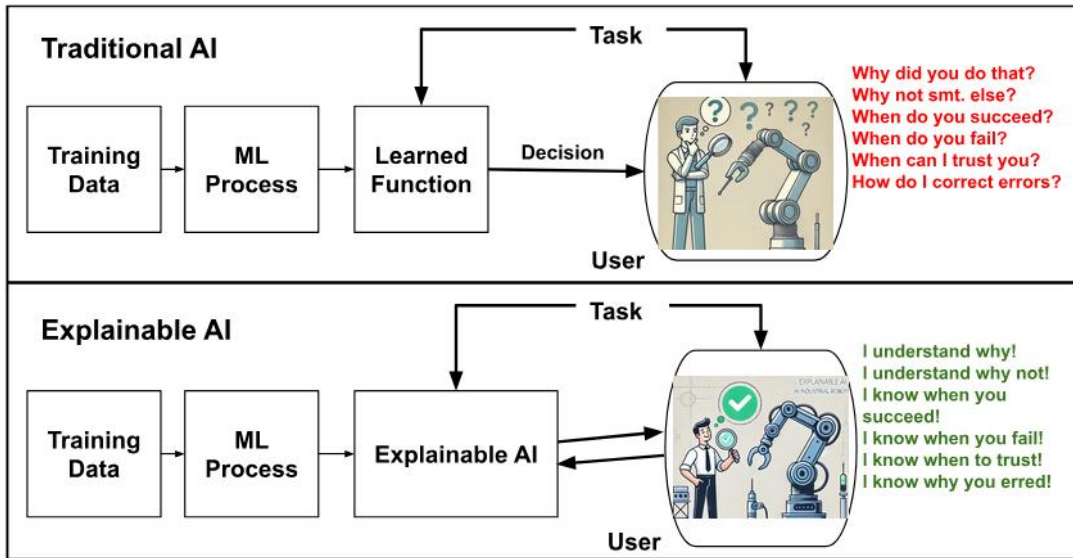 Traditional AI
Task
Training
Data
ML
Process
Learned
Function
Decision
User
Why did you do that?
Why not smt. else?
When do you succeed?
When do you fail?
When can I trust you?
How do I correct errors?
? ? ? ? ? ?
Explainable AI
Task
Training
Data
ML
Process
Explainable AI
User
EXPLAINABLE AI
I understand why!
I understand why not!
I know when you
succeed!
I know when you fail!
I know when to trust!
I know why you erred!